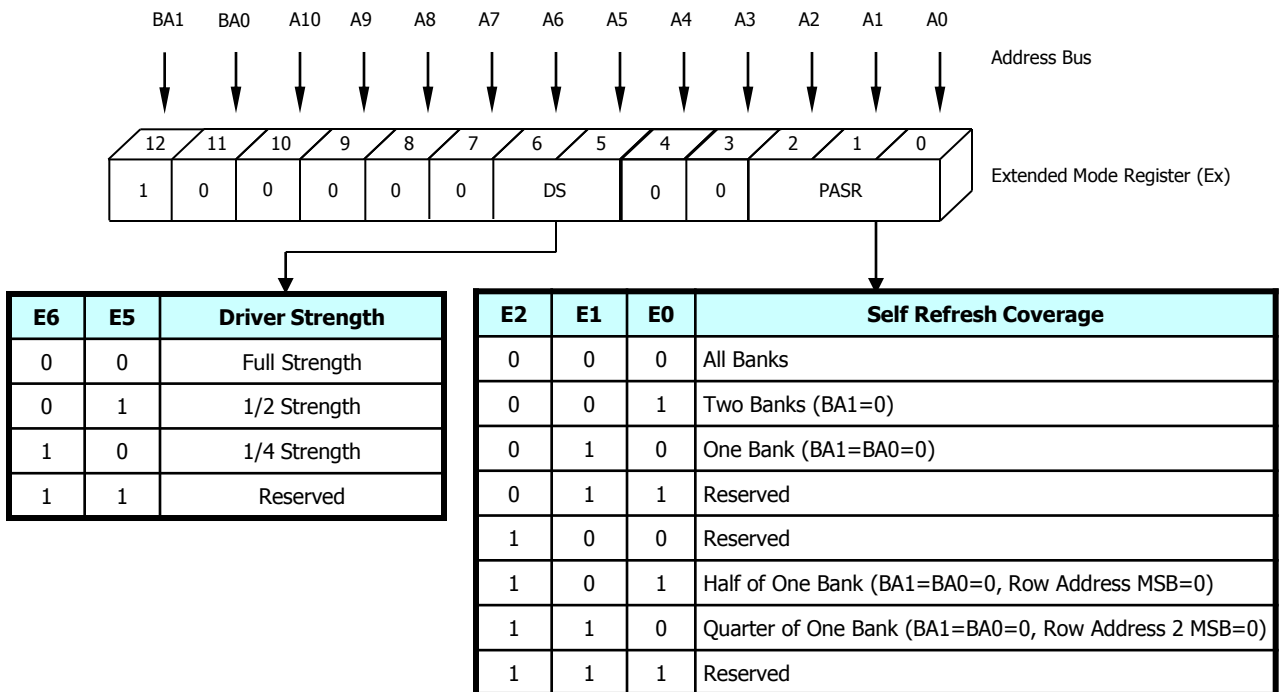 BA1 BA0 A10 A9 A8 A7 A6 A5 A4 A3 A2 A1 A0
Address Bus
12 11 10 9 8 7 6 5 4 3 2 1 0
1 0 0 0 0 0 DS 0 0 PASR
Extended Mode Register (Ex)
E6 E5 Driver Strength
0 0 Full Strength
0 1 1/2 Strength
1 0 1/4 Strength
1 1 Reserved
E2 E1 E0 Self Refresh Coverage
0 0 0 All Banks
0 0 1 Two Banks (BA1=0)
0 1 0 One Bank (BA1=BA0=0)
0 1 1 Reserved
1 0 0 Reserved
1 0 1 Half of One Bank (BA1=BA0=0, Row Address MSB=0)
1 1 0 Quarter of One Bank (BA1=BA0=0, Row Address 2 MSB=0)
1 1 1 Reserved